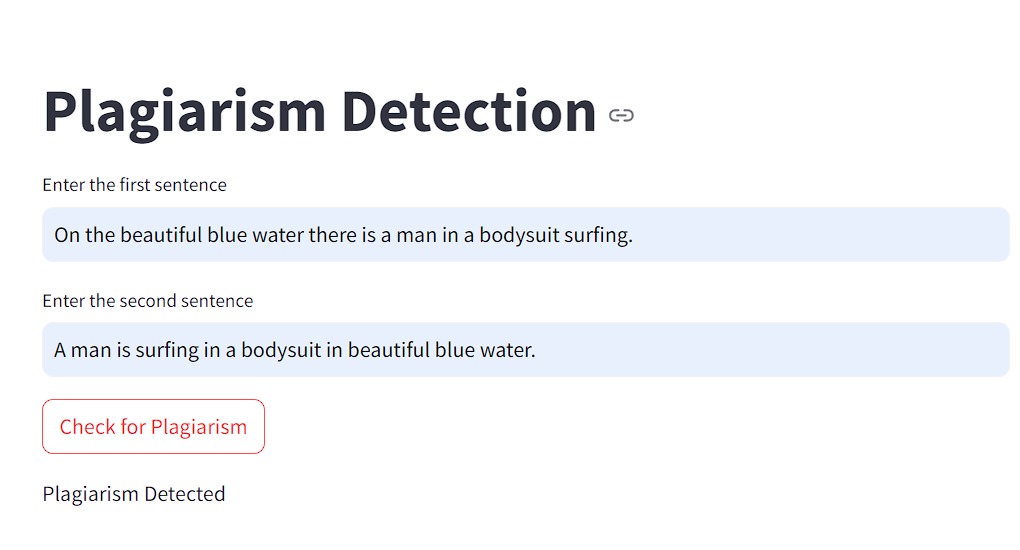 Plagiarism Detection
Enter the first sentence
On the beautiful blue water there is a man in a bodysuit surfing.
Enter the second sentence
A man is surfing in a bodysuit in beautiful blue water.
Check for Plagiarism
Plagiarism Detected